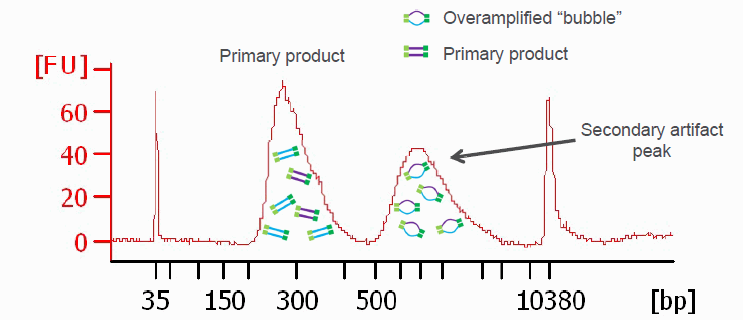 Overamplified “bubble”
Primary product
Primary product
[FU]
60
40
20
0
Secondary artifact
peak
35 150 300 500 10380 [bp]